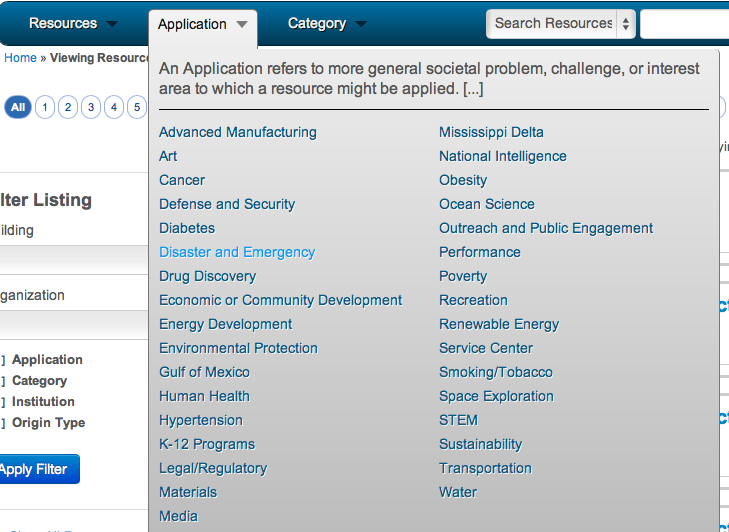 Resources
Application
Category
Search Resources
Home » Viewing Resourc
An Application refers to more general societal problem, challenge, or interest
area to which a resource might be applied. [...]
All 1 2 3 4 5
Advanced Manufacturing
Art
Cancer
Defense and Security
Diabetes
Disaster and Emergency
Drug Discovery
Economic or Community Development
Energy Development
Environmental Protection
Gulf of Mexico
Human Health
Hypertension
K-12 Programs
Legal/Regulatory
Materials
Media
Mississippi Delta
National Intelligence
Obesity
Ocean Science
Outreach and Public Engagement
Performance
Poverty
Recreation
Renewable Energy
Service Center
Smoking/Tobacco
Space Exploration
STEM
Sustainability
Transportation
Water
lter Listing
ilding
ganization
] Application
] Category
] Institution
] Origin Type
Apply Filter